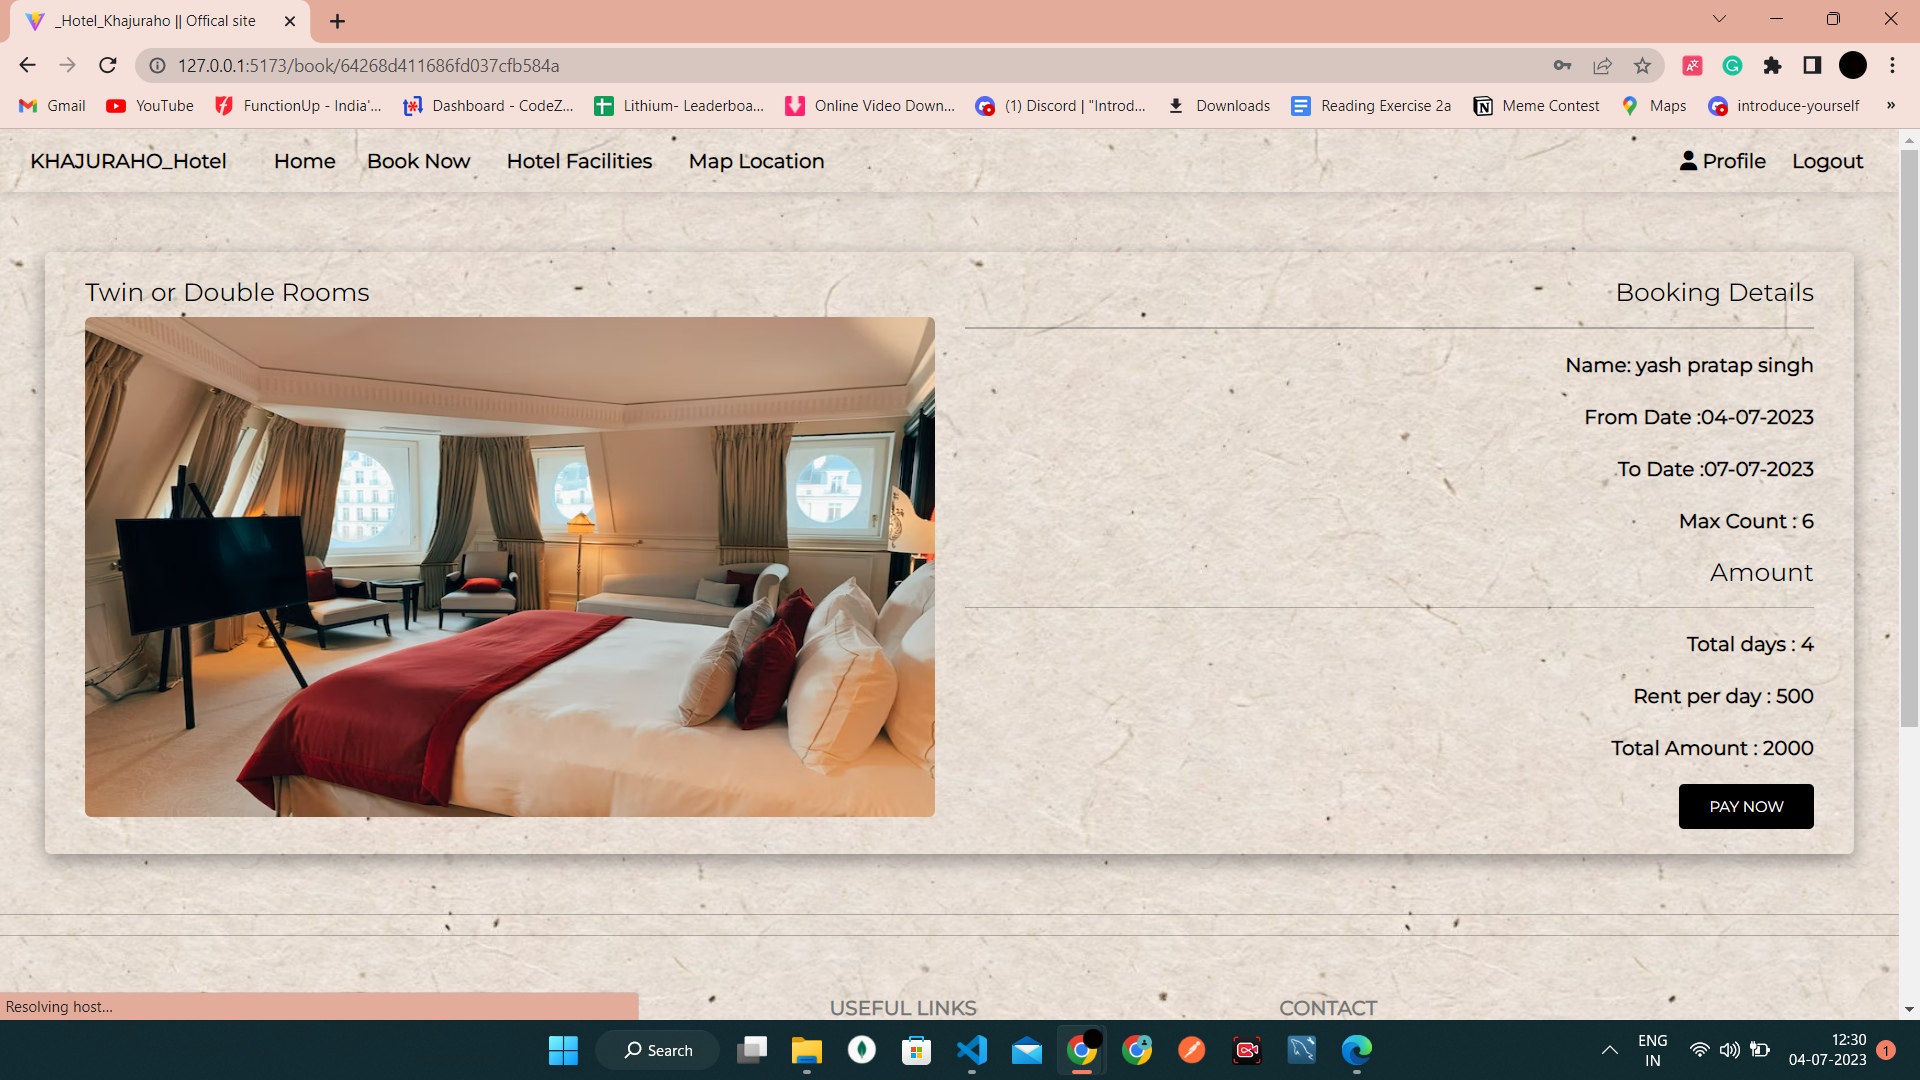 _Hotel_Khajuraho || Offical site
127.0.0.1:5173/book/64268d411686fd037cfb584a
Gmail
YouTube
FunctionUp - India'...
Dashboard - CodeZ...
Lithium- Leaderboa...
Online Video Down...
(1) Discord | "Introd...
Downloads
Reading Exercise 2a
Meme Contest
Maps
introduce-yourself
»
KHAJURAHO_Hotel
Home
Book Now
Hotel Facilities
Map Location
Profile
Logout
Twin or Double Rooms
Booking Details
Name: yash pratap singh
From Date :04-07-2023
To Date :07-07-2023
Max Count : 6
Amount
Total days : 4
Rent per day : 500
Total Amount : 2000
PAY NOW
USEFUL LINKS
CONTACT
Resolving host...
Search
ENG
IN
12:30
04-07-2023
1